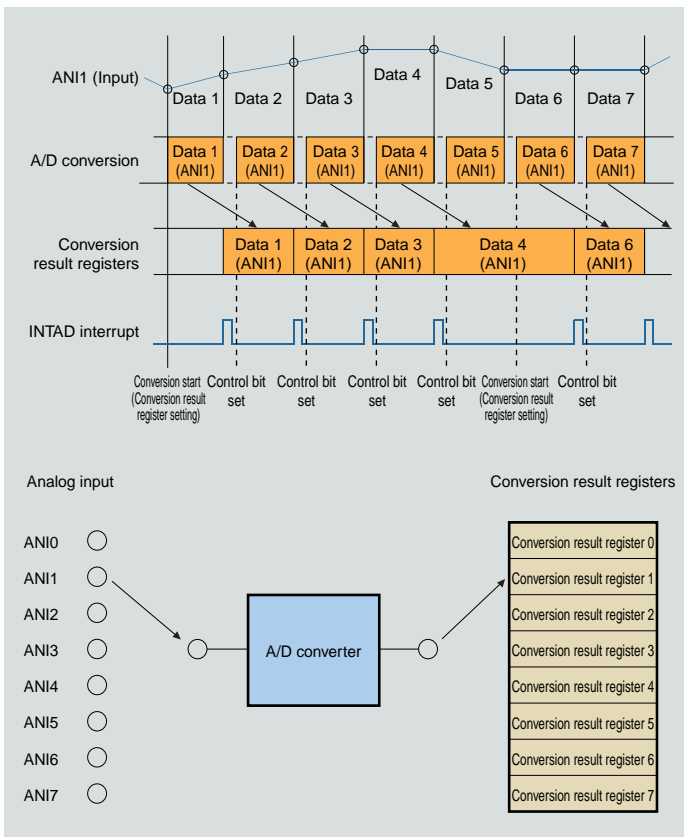 ANI1 (Input)
Data 1
Data 2
Data 3
Data 4
Data 5
Data 6
Data 7
A/D conversion
Data 1
(ANI1)
Data 2
(ANI1)
Data 3
(ANI1)
Data 4
(ANI1)
Data 5
(ANI1)
Data 6
(ANI1)
Data 7
(ANI1)
Conversion
result registers
Data 1
(ANI1)
Data 2
(ANI1)
Data 3
(ANI1)
Data 4
(ANI1)
Data 6
(ANI1)
INTAD interrupt
Conversion start
(Conversion result
register setting)
Control bit
set
Control bit
set
Control bit
set
Control bit
set
Conversion start
(Conversion result
register setting)
Control bit
set
Analog input
Conversion result registers
ANI0
ANI1
ANI2
ANI3
ANI4
ANI5
ANI6
ANI7
A/D converter
Conversion result register 0
Conversion result register 1
Conversion result register 2
Conversion result register 3
Conversion result register 4
Conversion result register 5
Conversion result register 6
Conversion result register 7